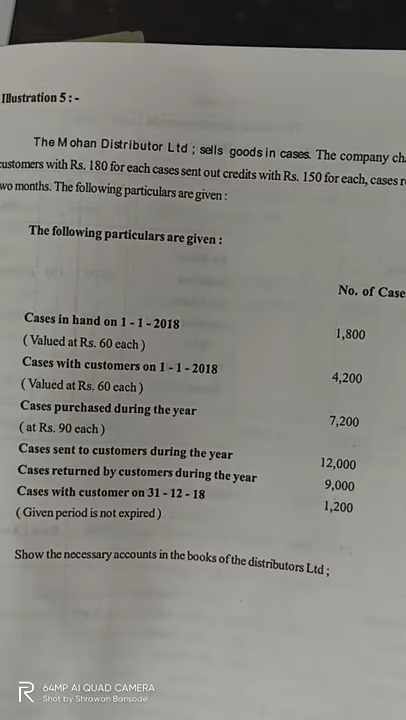 Illustration 5 :-
The Mohan Distributor Ltd ; sells goods in cases. The company
customers with Rs. 180 for each cases sent out credits with Rs. 150 for each, cases
two months. The following particulars are given :
The following particulars are given :
No. of Case
Cases in hand on 1 - 1 - 2018 1,800
( Valued at Rs. 60 each )
Cases with customers on 1 - 1 - 2018 4,200
( Valued at Rs. 60 each )
Cases purchased during the year 7,200
( at Rs. 90 each )
Cases sent to customers during the year 12,000
Cases returned by customers during the year 9,000
Cases with customer on 31 - 12 - 18 1,200
( Given period is not expired )
Show the necessary accounts in the books of the distributors Ltd ;
64MP AI QUAD CAMERA
Shot by Shrawan Bansode